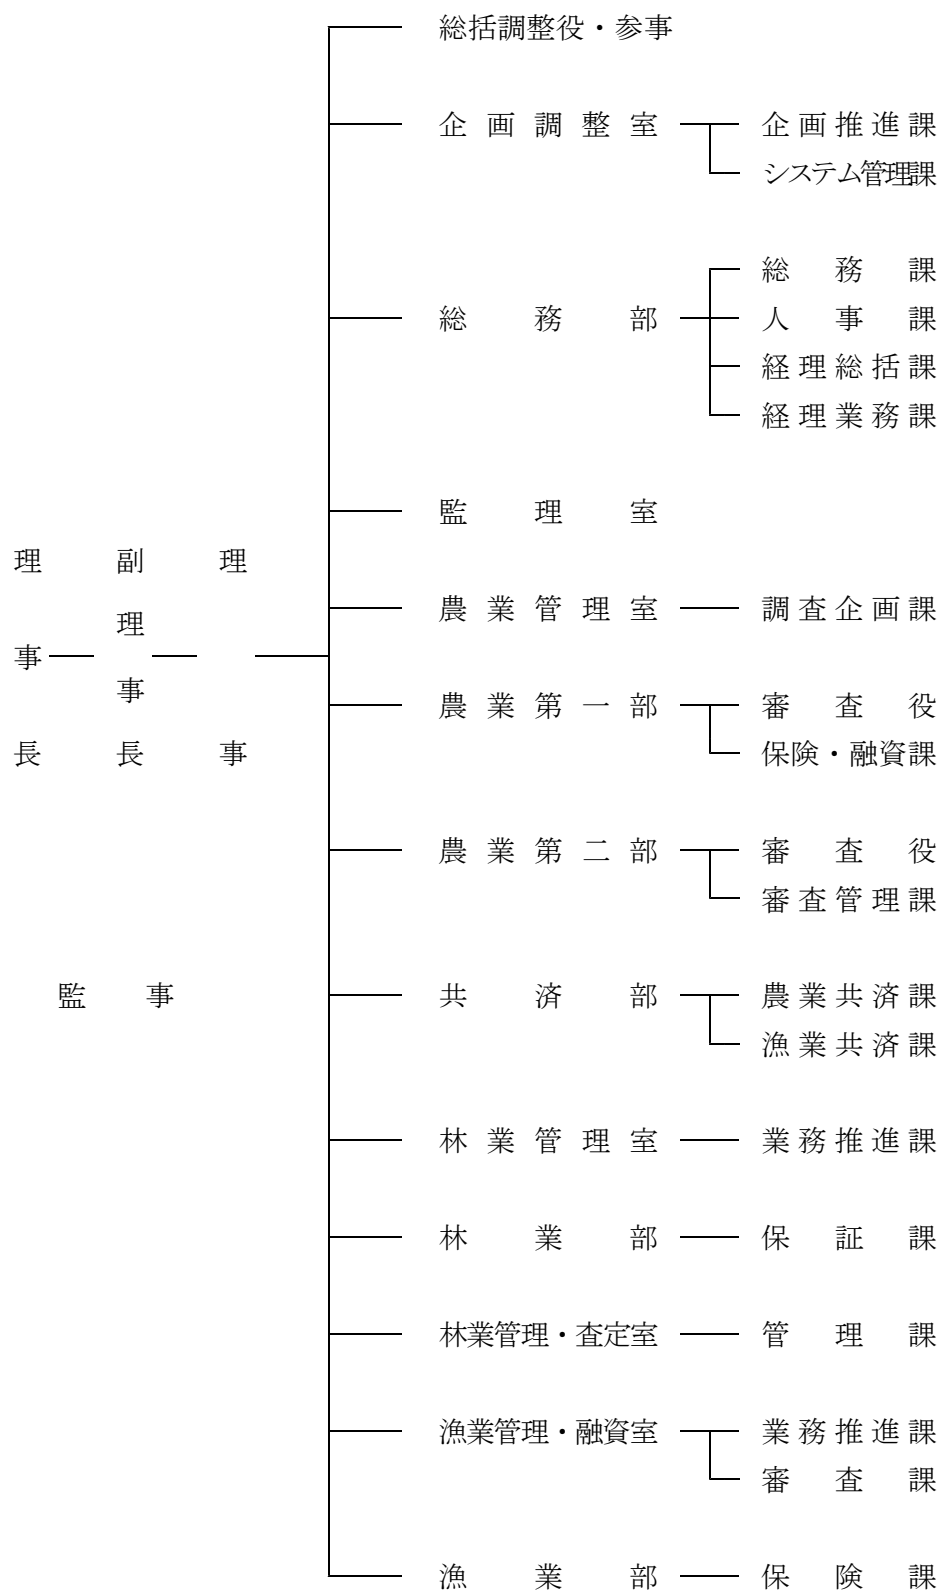 総括調整役・参事
企画調整室 企画推進課
システム管理課
総務課
総務部 人事課
経理総括課
経理業務課
監理室
理事長 副理事長 理事
農業管理室 調査企画課
農業第一部 審査役
保険・融資課
農業第二部 審査役
審査管理課
監事
共済部 農業共済課
漁業共済課
林業管理室 業務推進課
林業部 保証課
林業管理・査定室 管理課
漁業管理・融資室 業務推進課
審査課
漁業部 保険課